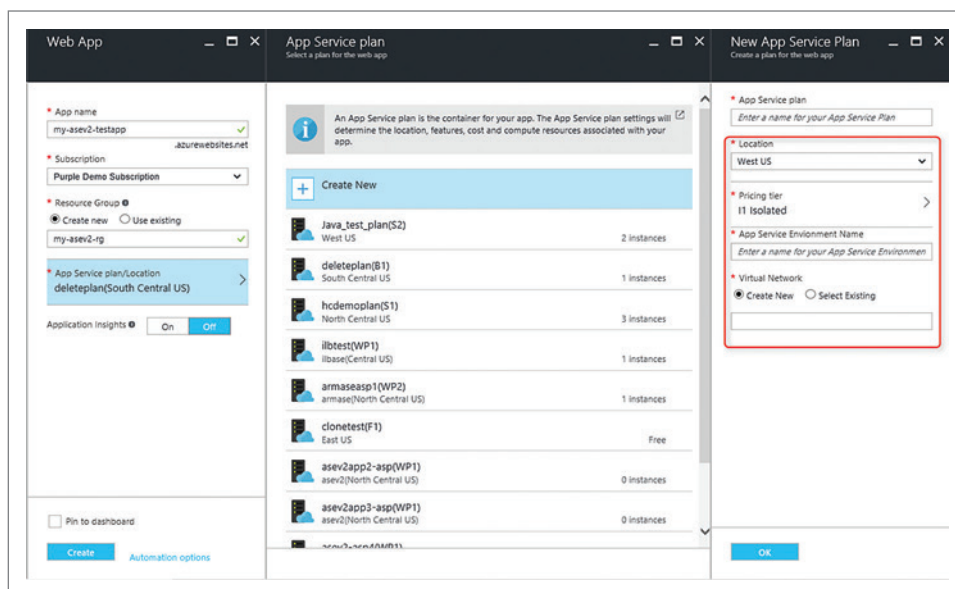 Web App
* App name
my-asev2-testapp
.azurewebsites.net
* Subscription
Purple Demo Subscription
* Resource Group
Create new Use existing
my-asev2-rg
* App Service plan/Location
deleteplan(South Central US)
Application Insights On Off
Pin to dashboard
Create Automation options
App Service plan
Select a plan for the web app
An App Service plan is the container for your app. The App Service plan settings will
determine the location, features, cost and compute resources associated with your
app.
Create New
Java_test_plan(S2)
West US 2 instances
deleteplan(B1)
South Central US 1 instances
hcdemoplan(S1)
North Central US 3 instances
ilbtest(WP1)
ilbase(Central US) 1 instances
armaseasp1(WP2)
armase(North Central US) 1 instances
clonetest(F1)
East US Free
asev2app2-asp(WP1)
asev2(North Central US) 0 instances
asev2app3-asp(WP1)
asev2(North Central US) 0 instances
New App Service Plan
Create a plan for the web app
* App Service plan
Enter a name for your App Service Plan
* Location
West US
* Pricing tier
I1 Isolated
* App Service Envionment Name
Enter a name for your App Service Environmen
* Virtual Network
Create New Select Existing
OK